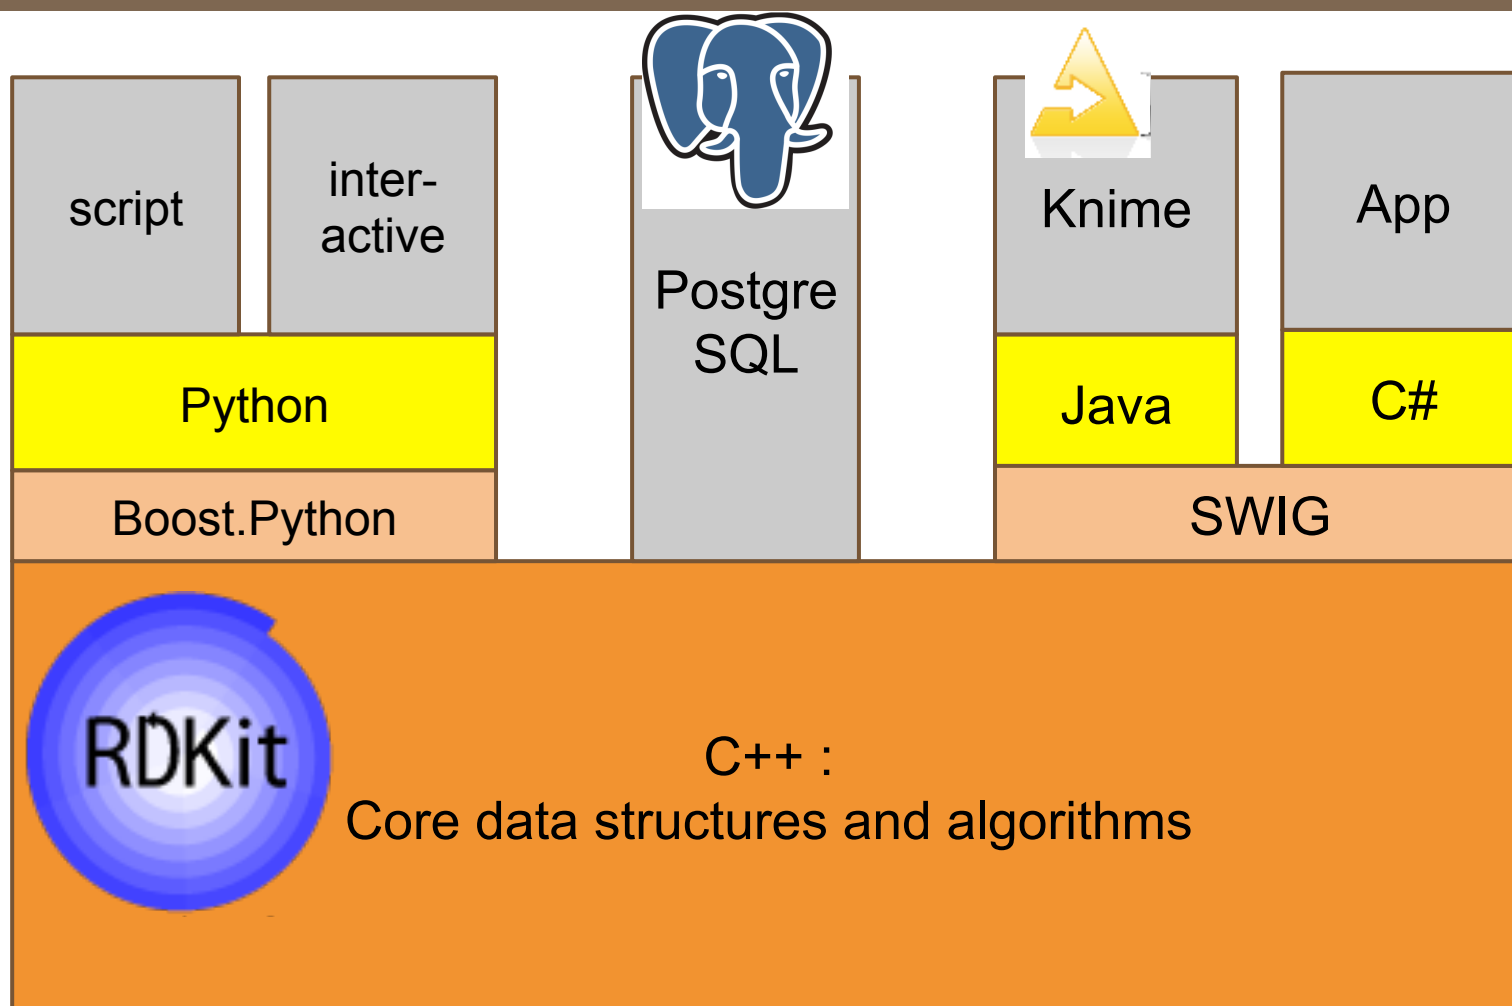 script
inter-
active
Postgre
SQL
Knime
App
Python
Java
C#
Boost.Python
SWIG
RDKit
C++ :
Core data structures and algorithms